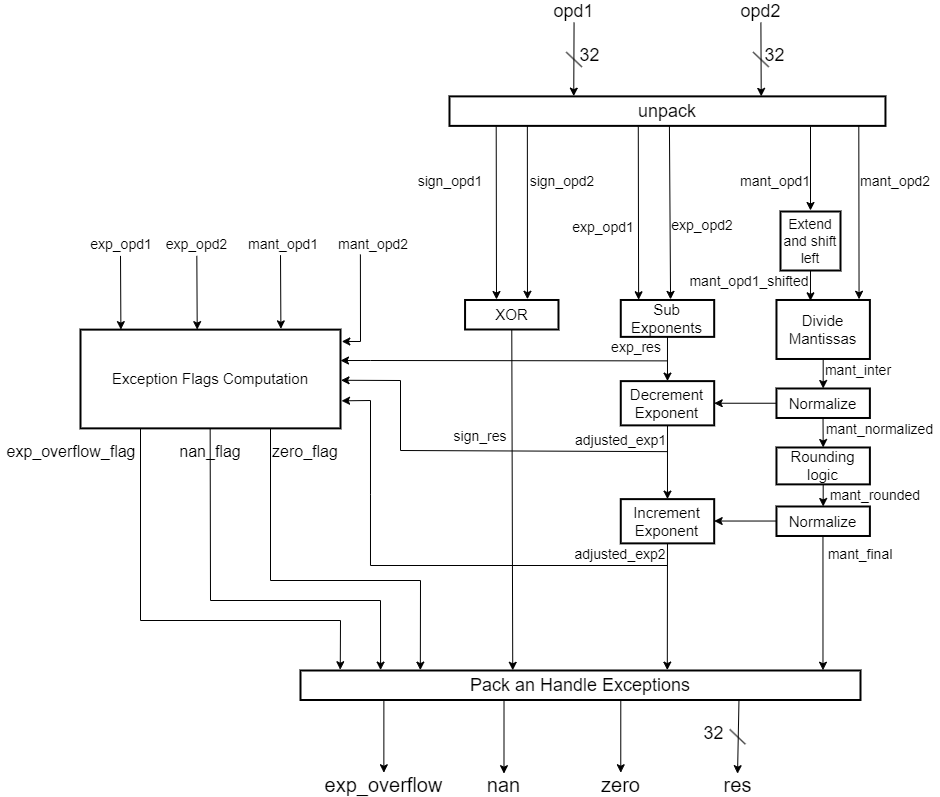 opd1
opd2
32
32
unpack
sign_opd1
sign_opd2
mant_opd1
mant_opd2
exp_opd1
exp_opd2
Extend
and shift
left
exp_opd1
exp_opd2
mant_opd1
mant_opd2
mant_opd1_shifted
XOR
Sub
Exponents
Divide
Mantissas
exp_res
mant_inter
Exception Flags Computation
Decrement
Exponent
Normalize
mant_normalized
sign_res
adjusted_exp1
exp_overflow_flag
nan_flag
zero_flag
Rounding
logic
mant_rounded
Increment
Exponent
Normalize
adjusted_exp2
mant_final
Pack an Handle Exceptions
32
exp_overflow
nan
zero
res